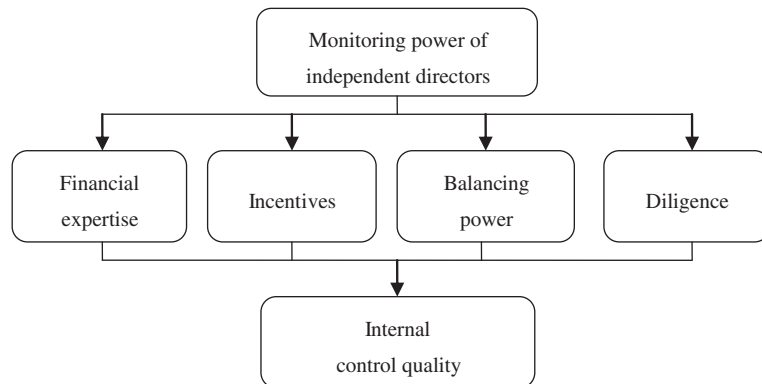 Monitoring power of
independent directors
Financial
expertise
Incentives
Balancing
power
Diligence
Internal
control quality